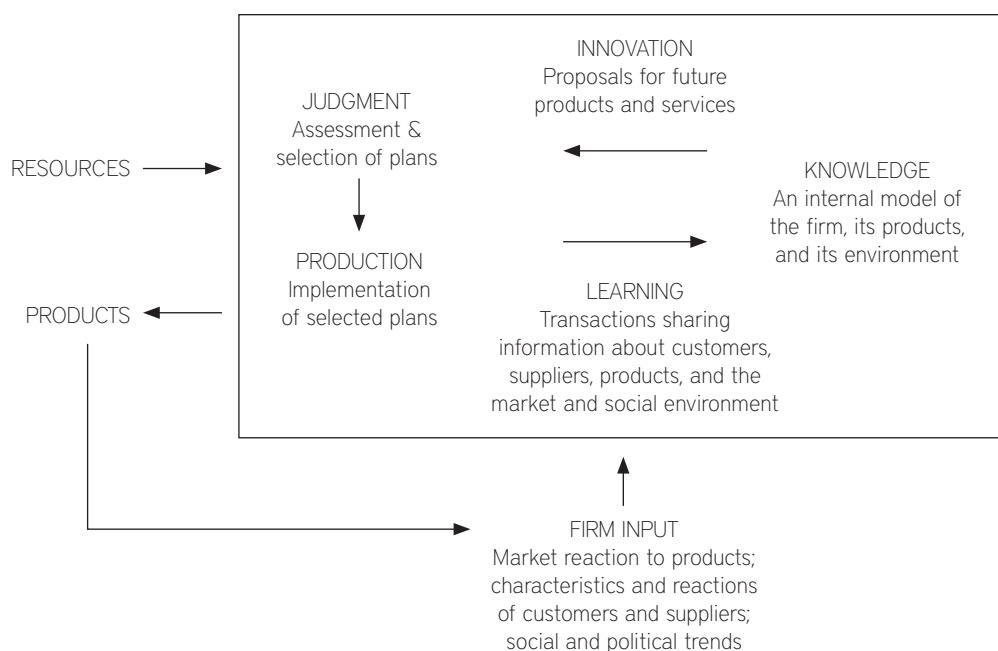 INNOVATION
Proposals for future
products and services
JUDGMENT
Assessment &
selection of plans
RESOURCES
KNOWLEDGE
An internal model of
the firm, its products,
and its environment
PRODUCTION
Implementation
of selected plans
PRODUCTS
LEARNING
Transactions sharing
information about customers,
suppliers, products, and the
market and social environment
FIRM INPUT
Market reaction to products;
characteristics and reactions
of customers and suppliers;
social and political trends